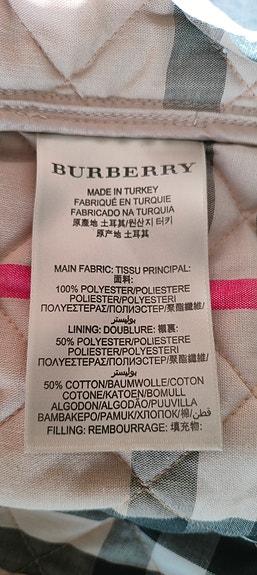 BURBERRY
MADE IN TURKEY
FABRIQUÉ EN TURQUIE
FABRICADO NA TURQUIA
原產地 土耳其/원산지 터키
原产地 土耳其
MAIN FABRIC: TISSU PRINCIPAL:
面料:
100% POLYESTER/POLIESTERE
POLIESTER/POLYESTERI
ΠΟΛΥΕΣΤΕΡΑΣ/ПОЛИЭСТЕР/聚酯纖維/
بوليستر
LINING: DOUBLURE: 襯裏:
50% POLYESTER/POLIESTERE
POLIESTER/POLYESTERI
ΠΟΛΥΕΣΤΕΡΑΣ/ПОЛИЭСТЕР/聚酯纖維/
بوليستر
50% COTTON/BAUMWOLLE/COTON
COTONE/KATOEN/BOMULL
ALGODON/ALGODÃO/PUUVILLA
ΒΑΜΒΑΚΕΡΟ/PAMUK/ХЛОПОК/棉/قطن
FILLING: REMBOURRAGE: 填充物: